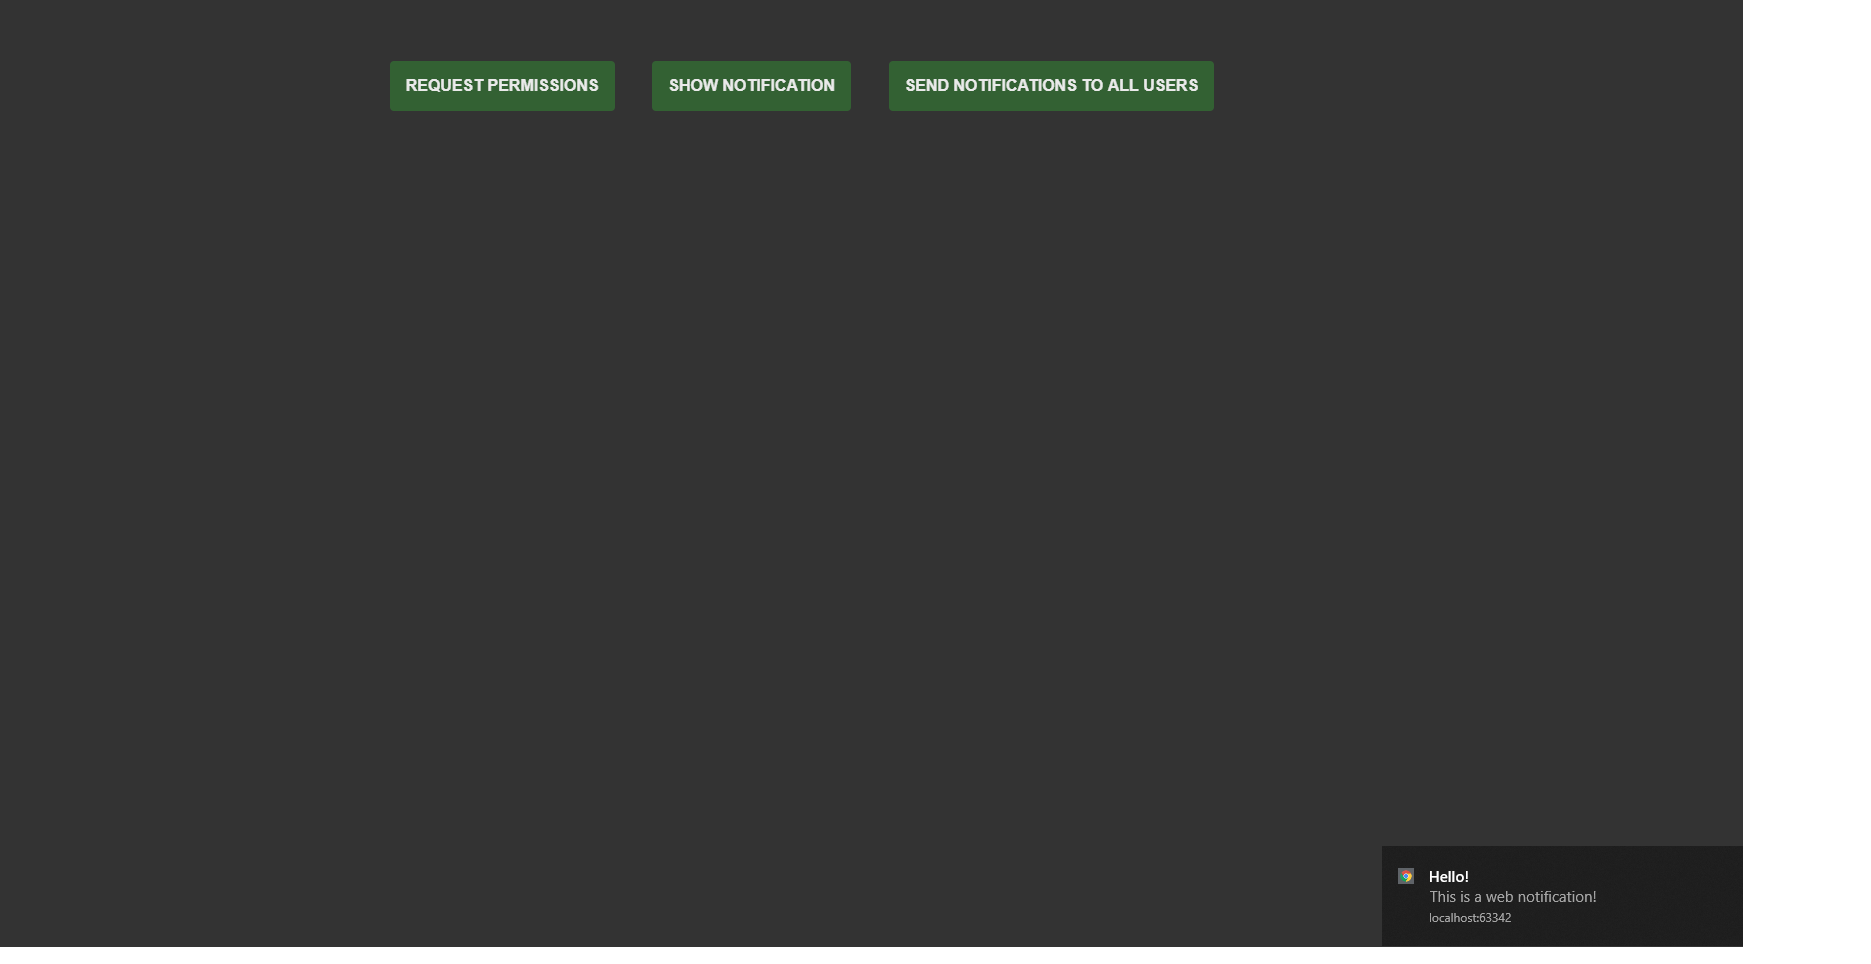 REQUEST PERMISSIONS
SHOW NOTIFICATION
SEND NOTIFICATIONS TO ALL USERS
Hello!
This is a web notification!
localhost:63342